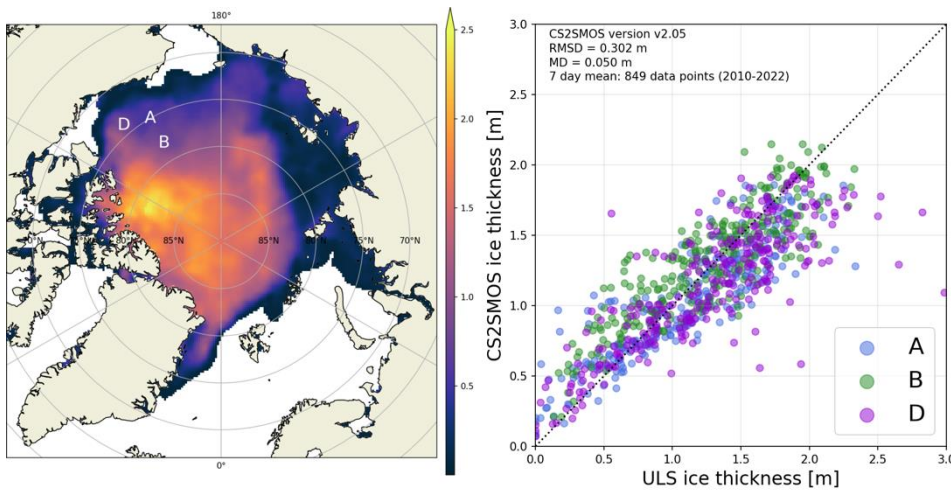 180°
D
A
B
70°N
80°N
85°N
85°N
75°N
70°N
0°
2.5
2.0
1.5
1.0
0.5
CS2SMOS ice thickness [m]
3.0
2.5
2.0
1.5
1.0
0.5
0.0
CS2SMOS version v2.05
RMSD = 0.302 m
MD = 0.050 m
7 day mean: 849 data points (2010-2022)
A
B
D
0.0 0.5 1.0 1.5 2.0 2.5 3.0
ULS ice thickness [m]